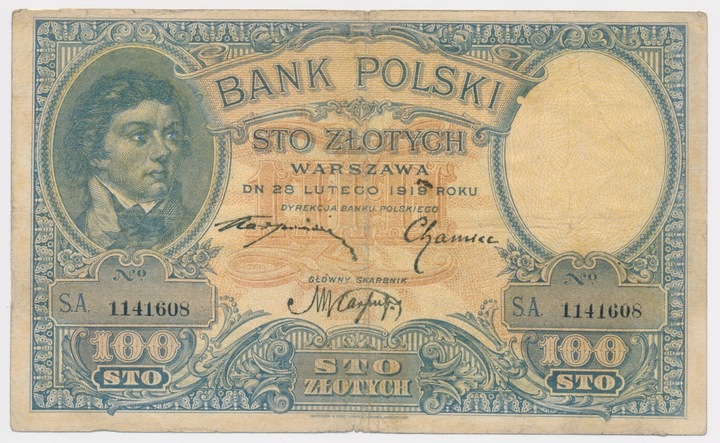 BANK POLSKI
STO ZŁOTYCH
WARSZAWA
DN 28 LUTEGO 1919 ROKU
DYREKCJA BANKU POLSKIEGO
GŁÓWNY SKARBNIK
No
S.A. 1141608
No
S.A. 1141608
100
STO
STO
ZŁOTYCH
100
STO